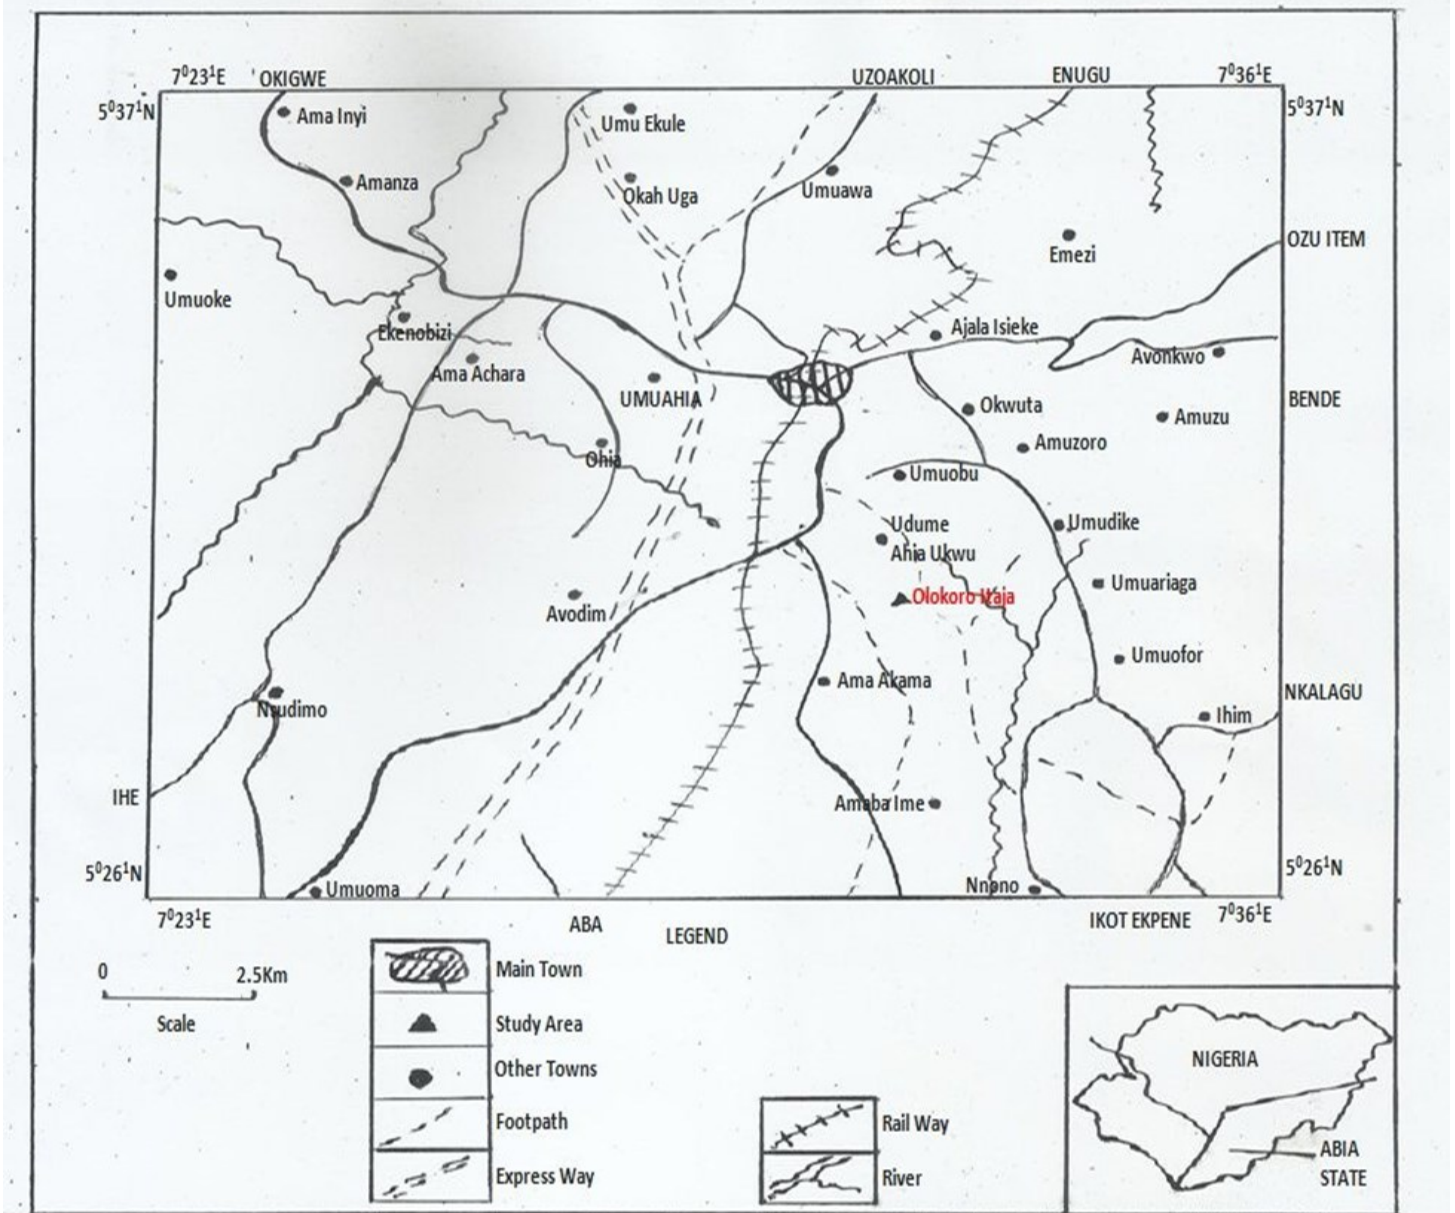 7⁰23¹E OKIGWE UZOAKOLI ENUGU 7⁰36¹E
5⁰37¹N 5⁰37¹N
Ama Inyi
Umu Ekule
Amanza
Okah Uga
Umuawa
OZU ITEM
Emezi
Umuoke
Ekenobizi
Ajala Isieke
Avonkwo
Ama Achara
UMUAHIA
BENDE
Okwuta
Amuzu
Amuzoro
Ohia
Umuobu
Udume
Umudike
Ahia Ukwu
Umuariaga
Olokoro Itaja
Avodim
Umuofor
Ama Akama
NKALAGU
Nsudimo
Ihim
IHE
Amaba Ime
5⁰26¹N 5⁰26¹N
Umuoma
Nnono
7⁰23¹E ABA IKOT EKPENE 7⁰36¹E
LEGEND
0 2.5Km
Scale
Main Town
Study Area
Other Towns
Footpath
Express Way
Rail Way
River
NIGERIA
ABIA
STATE